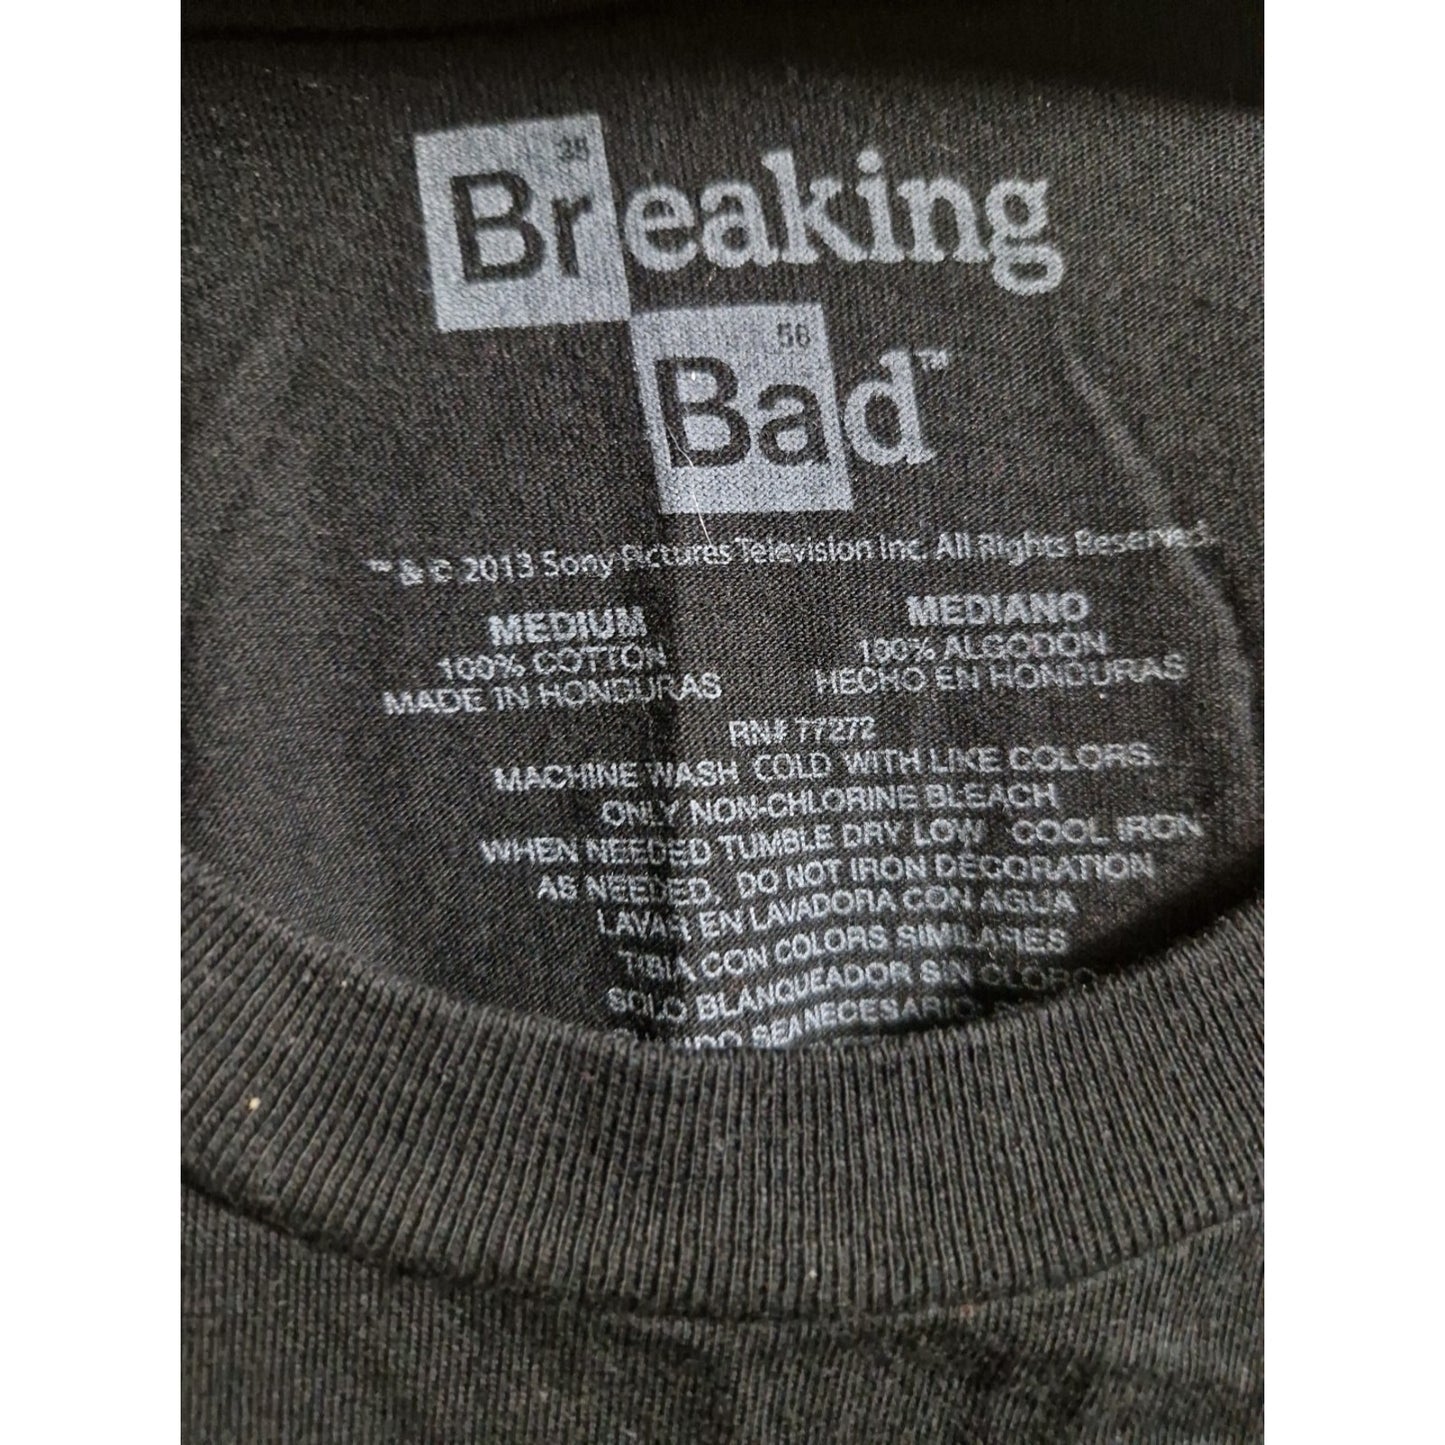 35
Breaking
56
Bad™
™ & © 2013 Sony Pictures Television Inc. All Rights Reserved.
MEDIUM
100% COTTON
MADE IN HONDURAS
MEDIANO
100% ALGODON
HECHO EN HONDURAS
RN# 77272
MACHINE WASH COLD WITH LIKE COLORS.
ONLY NON-CHLORINE BLEACH
WHEN NEEDED TUMBLE DRY LOW COOL IRON
AS NEEDED. DO NOT IRON DECORATION
LAVAR EN LAVADORA CON AGUA
TIBIA CON COLORS SIMILARES
SOLO BLANQUEADOR SIN CLORO
SEA NECESARIO